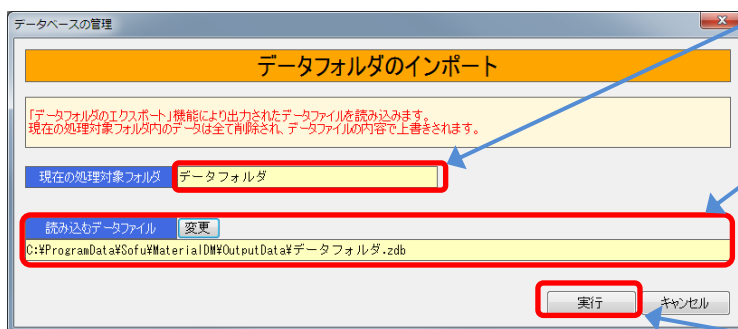 データベースの管理
データフォルダのインポート
「データフォルダのエクスポート」機能により出力されたデータファイルを読み込みます。
現在の処理対象フォルダ内のデータは全て削除され、データファイルの内容で上書きされます。
現在の処理対象フォルダ データフォルダ
読み込むデータファイル 変更
C:¥ProgramData¥Sofu¥MaterialDM¥OutputData¥データフォルダ.zdb
実行 キャンセル